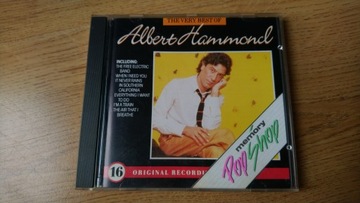 THE VERY BEST OF
Albert Hammond
INCLUDING:
THE FREE ELECTRIC
BAND
WHEN I NEED YOU
IT NEVER RAINS
IN SOUTHERN
CALIFORNIA
EVERYTHING I WANT
TO DO
I'M A TRAIN
THE AIR THAT I
BREATHE
memory
POP SHOP
16 ORIGINAL RECORDIN